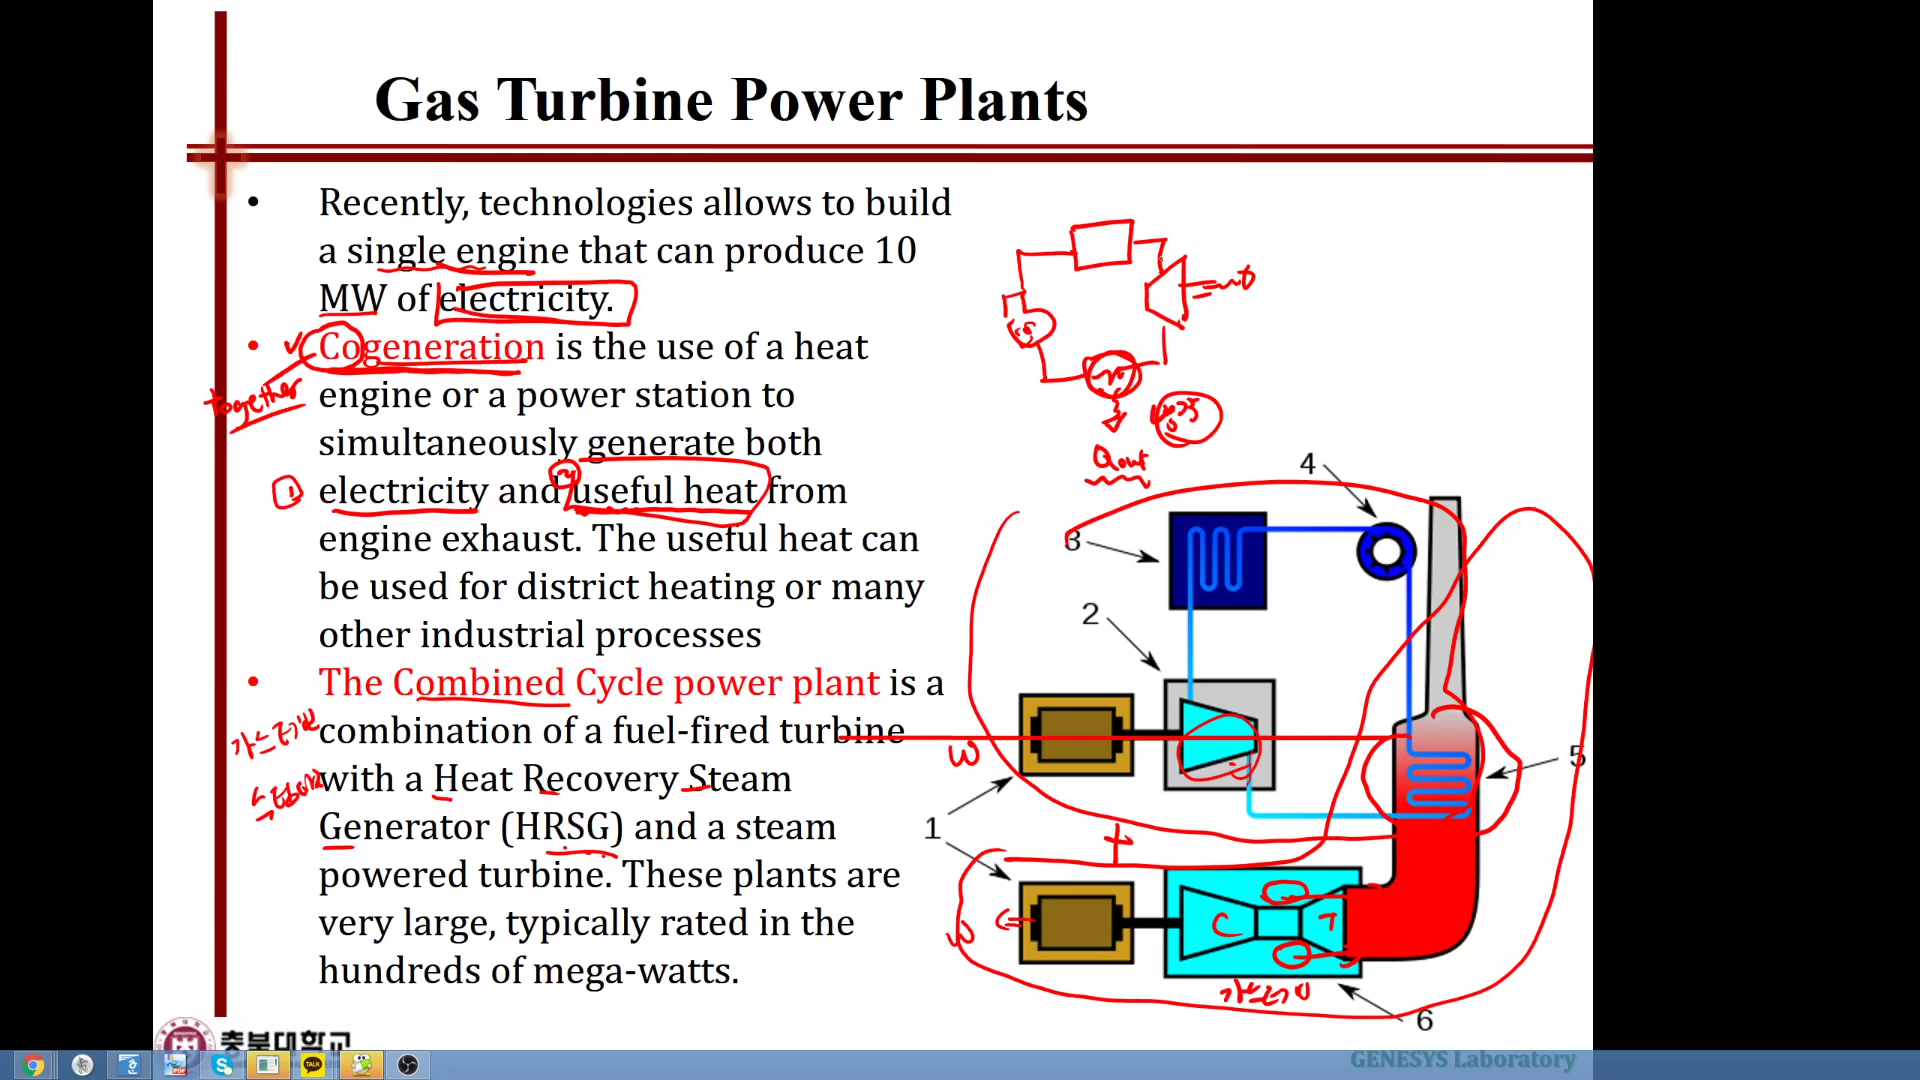 Gas Turbine Power Plants
• Recently, technologies allows to build
a single engine that can produce 10
MW of electricity.
• Cogeneration is the use of a heat
together
engine or a power station to
simultaneously generate both
1 electricity and 2 useful heat from
engine exhaust. The useful heat can
be used for district heating or many
other industrial processes
• The Combined Cycle power plant is a
가스터빈
combination of a fuel-fired turbine
with a Heat Recovery Steam
Generator (HRSG) and a steam
powered turbine. These plants are
very large, typically rated in the
hundreds of mega-watts.
Qout
4
3
2
W
5
1
W
C
T
가스터빈
6
충북대학교
GENESYS Laboratory
TALK
PDF